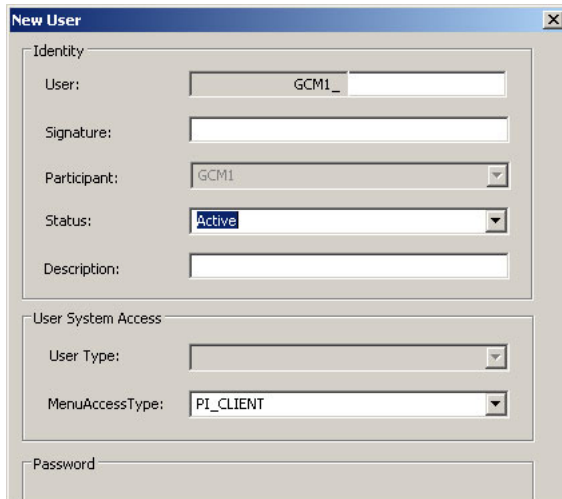 New User
Identity
User: GCM1_
Signature:
Participant: GCM1
Status: Active
Description:
User System Access
User Type:
MenuAccessType: PI_CLIENT
Password